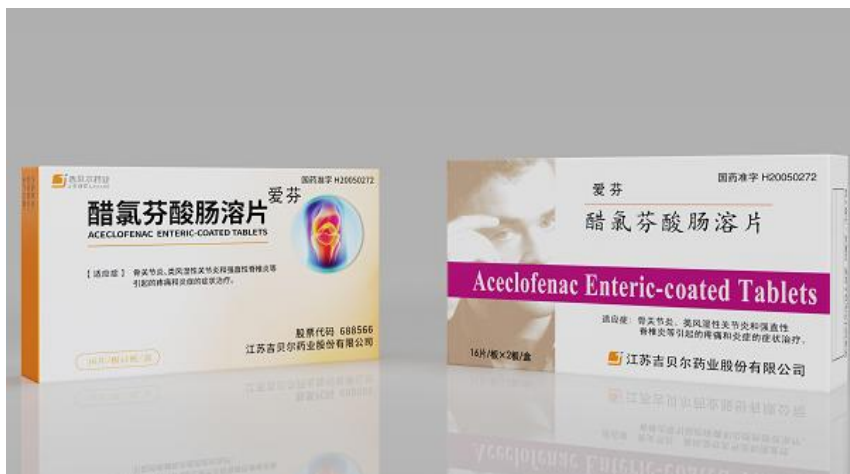 吉贝尔药业
国药准字 H20050272
爱芬
醋氯芬酸肠溶片
ACECLOFENAC ENTERIC-COATED TABLETS
【适应症】 骨关节炎、类风湿性关节炎和强直性脊椎炎等
引起的疼痛和炎症的症状治疗。
股票代码 688566
江苏吉贝尔药业股份有限公司
国药准字 H20050272
爱芬
醋氯芬酸肠溶片
Aceclofenac Enteric-coated Tablets
适应症：骨关节炎、类风湿性关节炎和强直性
脊椎炎等引起的疼痛和炎症的症状治疗。
16片/板×2板/盒
江苏吉贝尔药业股份有限公司